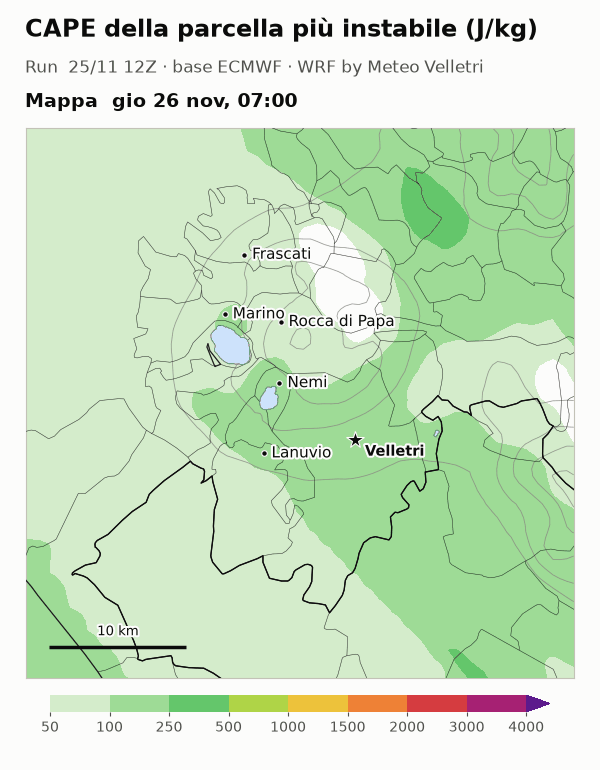 CAPE della parcella più instabile (J/kg)
Run  25/11 12Z · base ECMWF · WRF by Meteo Velletri
Mappa  gio 26 nov, 07:00
Frascati
Marino
Rocca di Papa
Nemi
Velletri
Lanuvio
10 km
50 100 250 500 1000 1500 2000 3000 4000